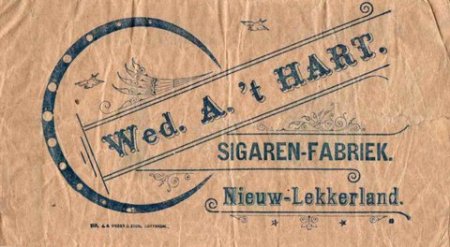 Wed. A. 't HART.
SIGAREN-FABRIEK.
Nieuw-Lekkerland.